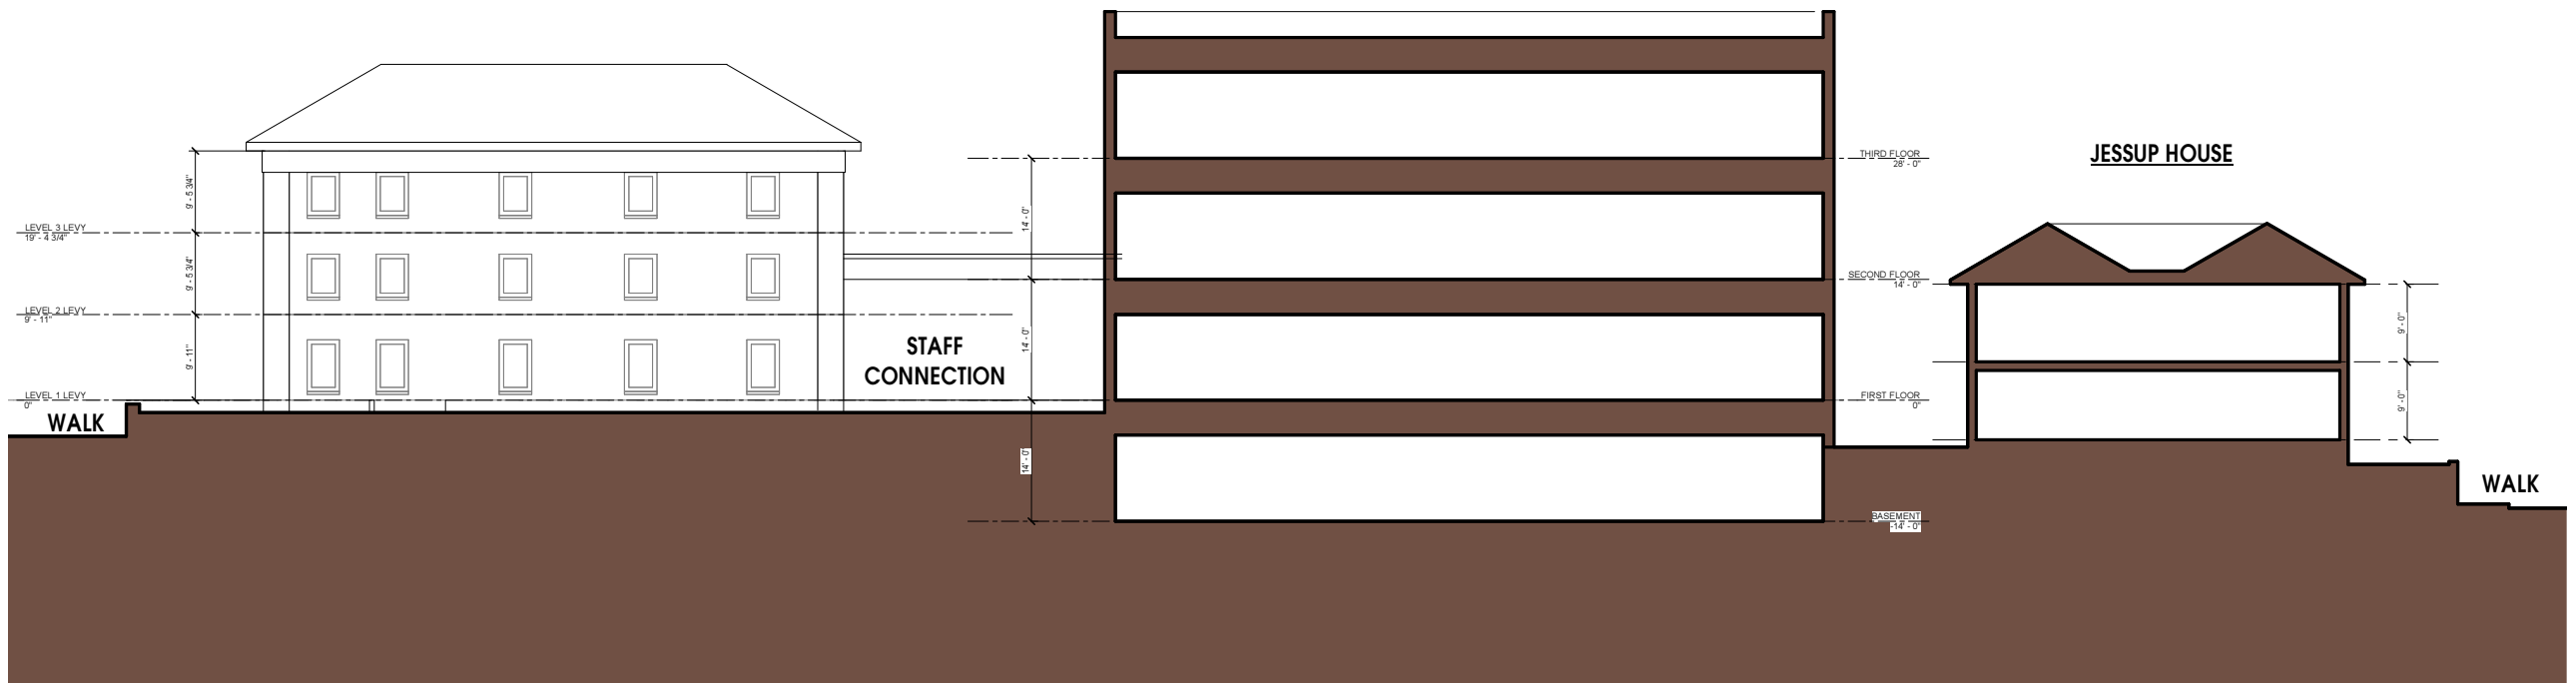 THIRD FLOOR
28' - 0"
JESSUP HOUSE
9' - 5 3/4"
14' - 0"
LEVEL 3 LEVY
19' - 4 3/4"
9' - 5 3/4"
SECOND FLOOR
14' - 0"
LEVEL 2 LEVY
9' - 11"
9' - 0"
STAFF
CONNECTION
14' - 0"
9' - 11"
LEVEL 1 LEVY
0"
FIRST FLOOR
0"
9' - 0"
WALK
14' - 0"
WALK
BASEMENT
-14' - 0"